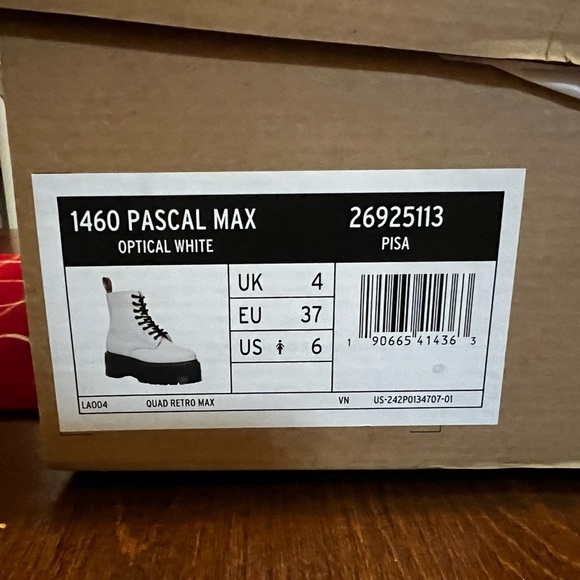 1460 PASCAL MAX 26925113
OPTICAL WHITE PISA
UK 4
EU 37
US 6
1 90665 41436 3
LA004 QUAD RETRO MAX VN US-242P0134707-01